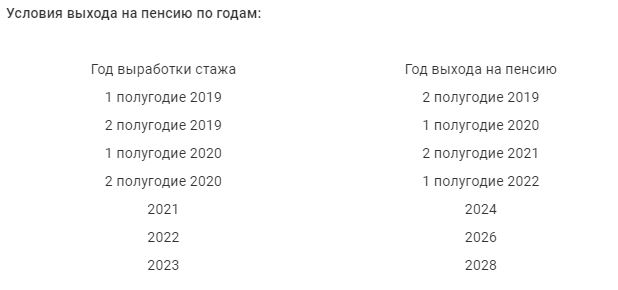 Условия выхода на пенсию по годам:
Год выработки стажа Год выхода на пенсию
1 полугодие 2019 2 полугодие 2019
2 полугодие 2019 1 полугодие 2020
1 полугодие 2020 2 полугодие 2021
2 полугодие 2020 1 полугодие 2022
2021 2024
2022 2026
2023 2028